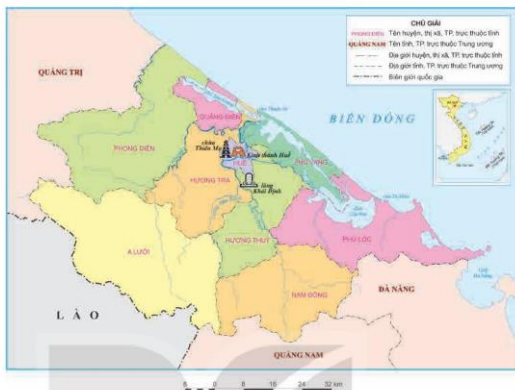 CHÚ GIẢI
PHONG ĐIỀN Tên huyện, thị xã, TP. trực thuộc tỉnh
QUẢNG NAM Tên tỉnh, TP. trực thuộc Trung ương
Địa giới huyện, thị xã, TP. trực thuộc tỉnh
Địa giới tỉnh, TP. trực thuộc Trung ương
Biên giới quốc gia
QUẢNG TRỊ
BIỂN ĐÔNG
QUẢNG ĐIỀN
PHONG ĐIỀN
chùa
Thiên Mụ
Kinh thành Huế
HUẾ
PHÚ VANG
HƯƠNG TRÀ
lăng
Khải Định
A LƯỚI
HƯƠNG THUỶ
PHÚ LỘC
NAM ĐÔNG
ĐÀ NẴNG
LÀO
QUẢNG NAM
8 0 8 16 24 32 km